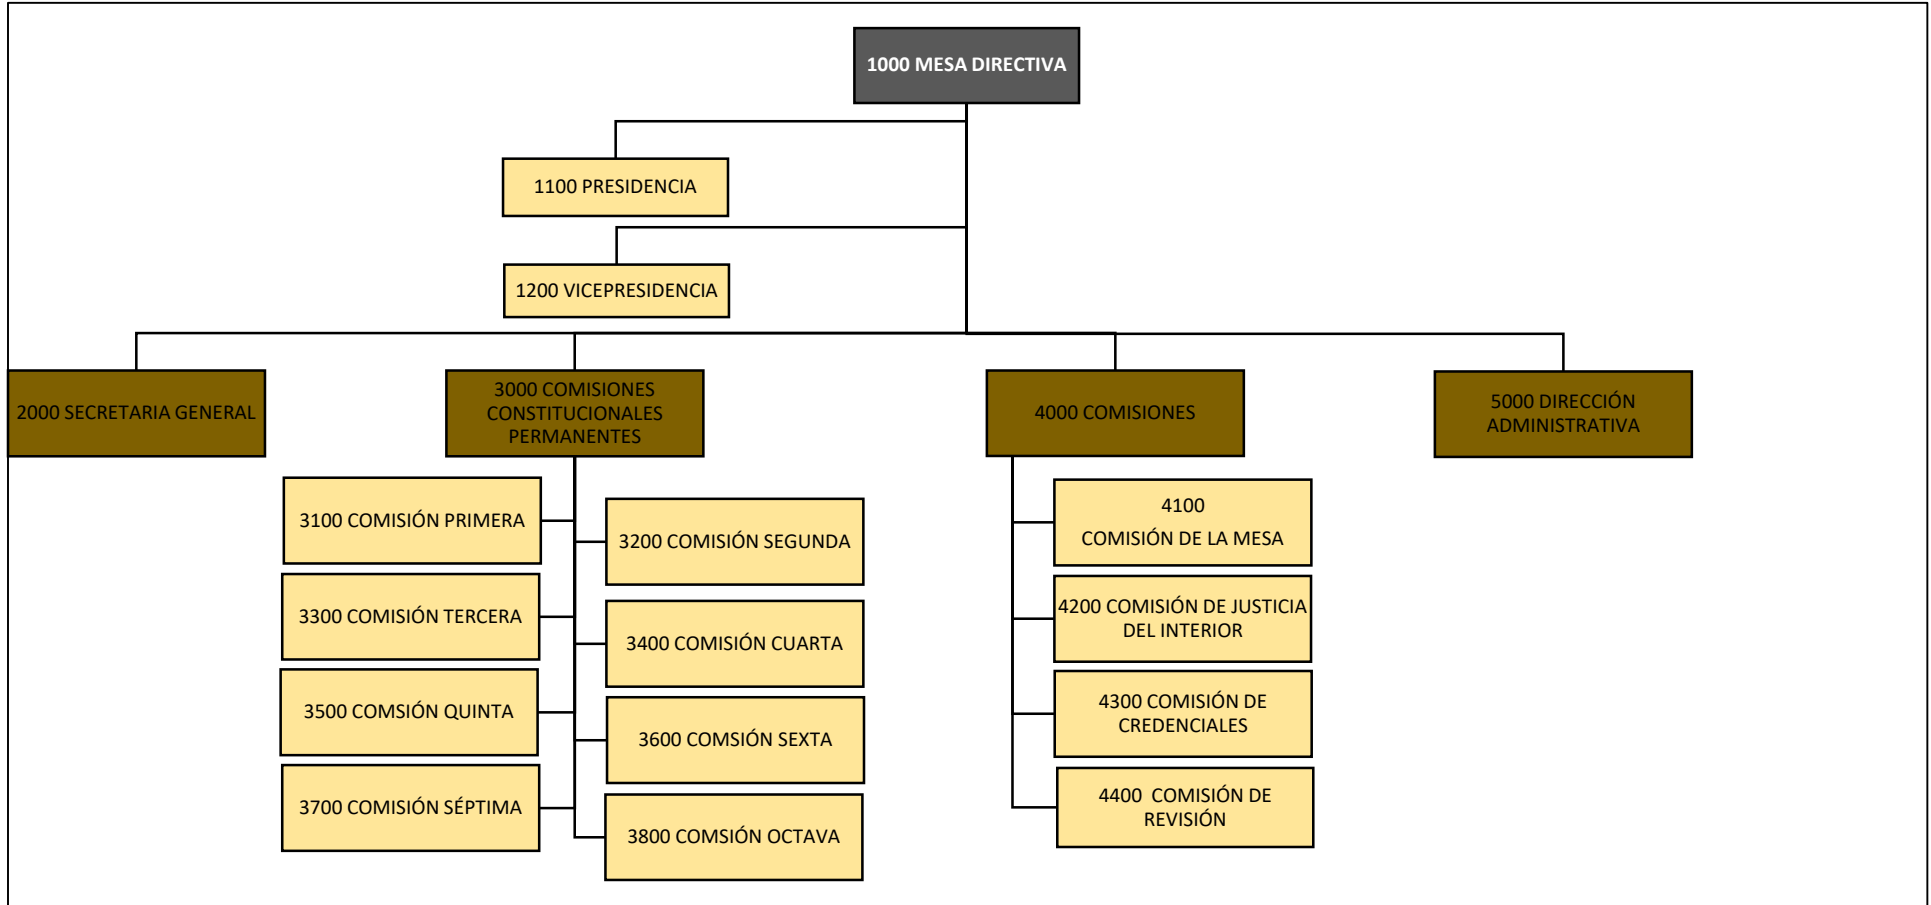 1000 MESA DIRECTIVA
1100 PRESIDENCIA
1200 VICEPRESIDENCIA
2000 SECRETARIA GENERAL
3000 COMISIONES
CONSTITUCIONALES
PERMANENTES
4000 COMISIONES
5000 DIRECCIÓN
ADMINISTRATIVA
3100 COMISIÓN PRIMERA
3200 COMISIÓN SEGUNDA
3300 COMISIÓN TERCERA
3400 COMISIÓN CUARTA
3500 COMSIÓN QUINTA
3600 COMSIÓN SEXTA
3700 COMISIÓN SÉPTIMA
3800 COMSIÓN OCTAVA
4100
COMISIÓN DE LA MESA
4200 COMISIÓN DE JUSTICIA
DEL INTERIOR
4300 COMISIÓN DE
CREDENCIALES
4400  COMISIÓN DE
REVISIÓN